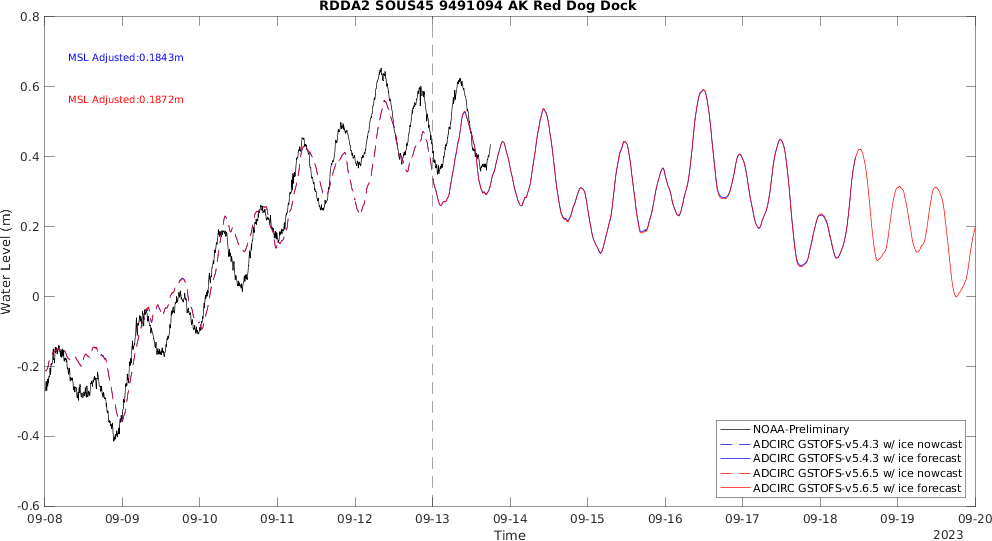 RDDA2 SOUS45 9491094 AK Red Dog Dock
MSL Adjusted:0.1843m
MSL Adjusted:0.1872m
Water Level (m)
0.8
0.6
0.4
0.2
0
-0.2
-0.4
-0.6
NOAA-Preliminary
ADCIRC GSTOFS-v5.4.3 w/ ice nowcast
ADCIRC GSTOFS-v5.4.3 w/ ice forecast
ADCIRC GSTOFS-v5.6.5 w/ ice nowcast
ADCIRC GSTOFS-v5.6.5 w/ ice forecast
09-08 09-09 09-10 09-11 09-12 09-13 09-14 09-15 09-16 09-17 09-18 09-19 09-20
Time
2023